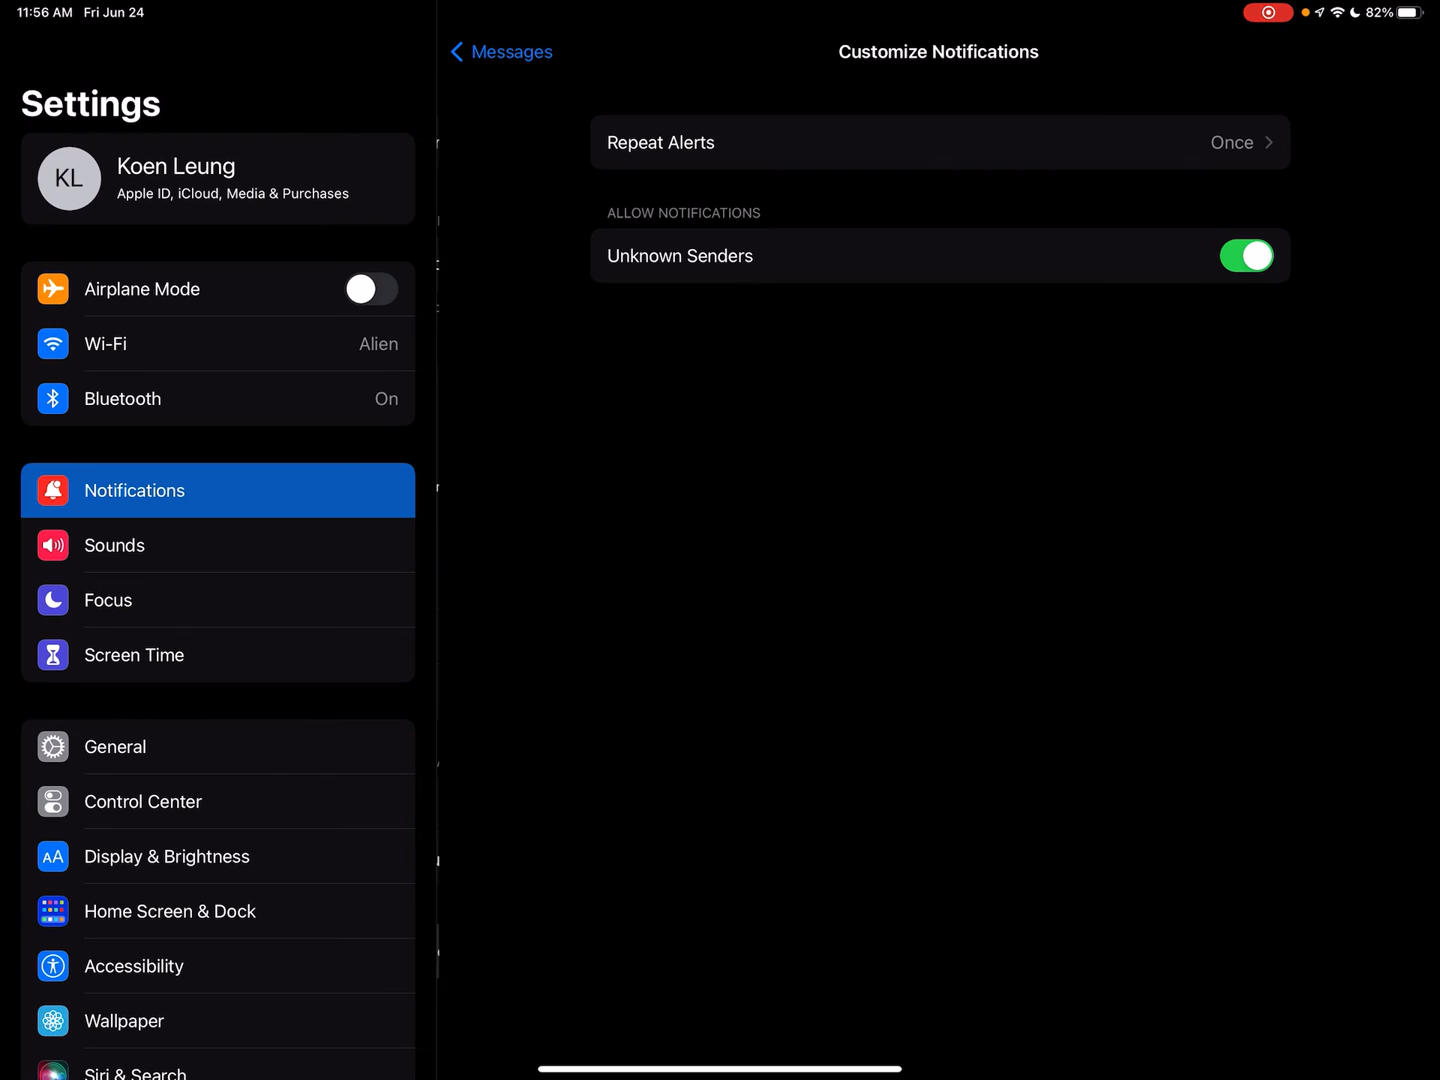 11:56 AM Fri Jun 24
82%
Settings
KL
Koen Leung
Apple ID, iCloud, Media & Purchases
Airplane Mode
Wi-Fi Alien
Bluetooth On
Notifications
Sounds
Focus
Screen Time
General
Control Center
AA Display & Brightness
Home Screen & Dock
Accessibility
Wallpaper
Siri & Search
Messages
Customize Notifications
Repeat Alerts Once
ALLOW NOTIFICATIONS
Unknown Senders